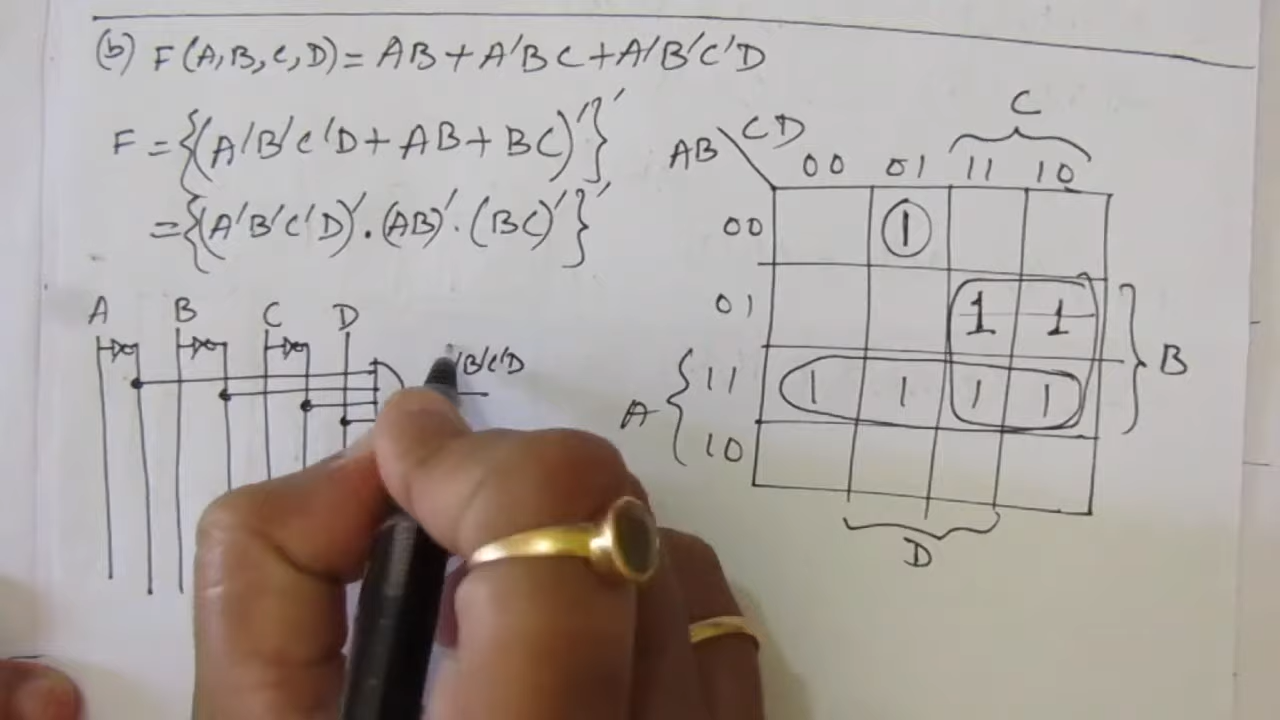 (b) F(A,B,C,D) = AB + A'BC + A'B'C'D
F = {(A'B'C'D + AB + BC)'}'
= {(A'B'C'D)'.(AB)'.(BC)'}'
A B C D
'B'C'D
C
CD
AB
00 01 11 10
00 1
01 1 1
B
A
11 1 1 1 1
10
D